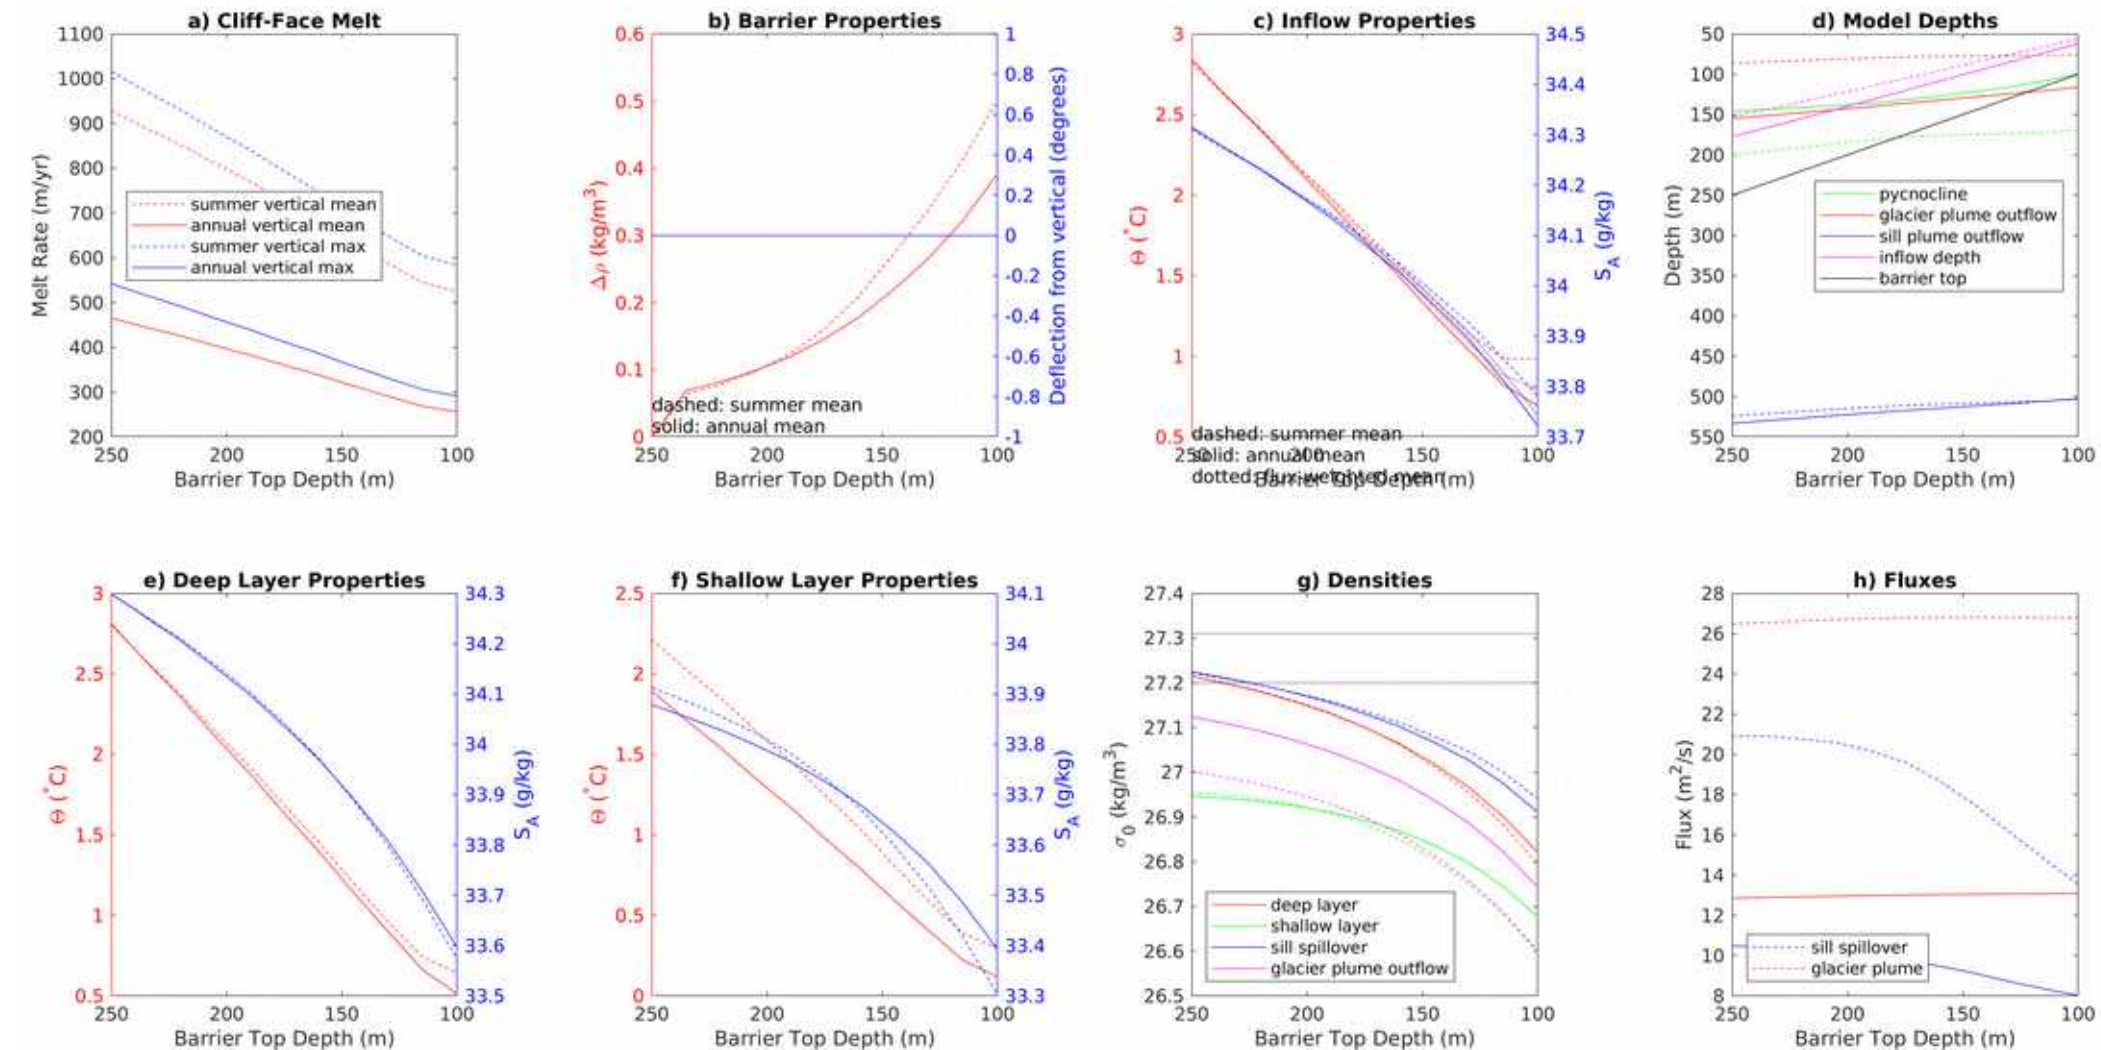 a) Cliff-Face Melt
1100
1000
900
800
700
600
500
400
300
200
Melt Rate (m/yr)
summer vertical mean
annual vertical mean
summer vertical max
annual vertical max
250 200 150 100
Barrier Top Depth (m)
b) Barrier Properties
0.6
0.5
0.4
0.3
0.2
0.1
0
Δρ (kg/m³)
1
0.8
0.6
0.4
0.2
0
-0.2
-0.4
-0.6
-0.8
-1
Deflection from vertical (degrees)
dashed: summer mean
solid: annual mean
250 200 150 100
Barrier Top Depth (m)
c) Inflow Properties
3
2.5
2
1.5
1
0.5
Θ (°C)
34.5
34.4
34.3
34.2
34.1
34
33.9
33.8
33.7
S_A (g/kg)
dashed: summer mean
solid: annual mean
dotted: flux-weighted mean
250 200 150 100
Barrier Top Depth (m)
d) Model Depths
50
100
150
200
250
300
350
400
450
500
550
Depth (m)
pycnocline
glacier plume outflow
sill plume outflow
inflow depth
barrier top
250 200 150 100
Barrier Top Depth (m)
e) Deep Layer Properties
3
2.5
2
1.5
1
0.5
Θ (°C)
34.3
34.2
34.1
34
33.9
33.8
33.7
33.6
33.5
S_A (g/kg)
250 200 150 100
Barrier Top Depth (m)
f) Shallow Layer Properties
2.5
2
1.5
1
0.5
0
Θ (°C)
34.1
34
33.9
33.8
33.7
33.6
33.5
33.4
33.3
S_A (g/kg)
250 200 150 100
Barrier Top Depth (m)
g) Densities
27.4
27.3
27.2
27.1
27
26.9
26.8
26.7
26.6
26.5
σ₀ (kg/m³)
deep layer
shallow layer
sill spillover
glacier plume outflow
250 200 150 100
Barrier Top Depth (m)
h) Fluxes
28
26
24
22
20
18
16
14
12
10
8
Flux (m²/s)
sill spillover
glacier plume
250 200 150 100
Barrier Top Depth (m)